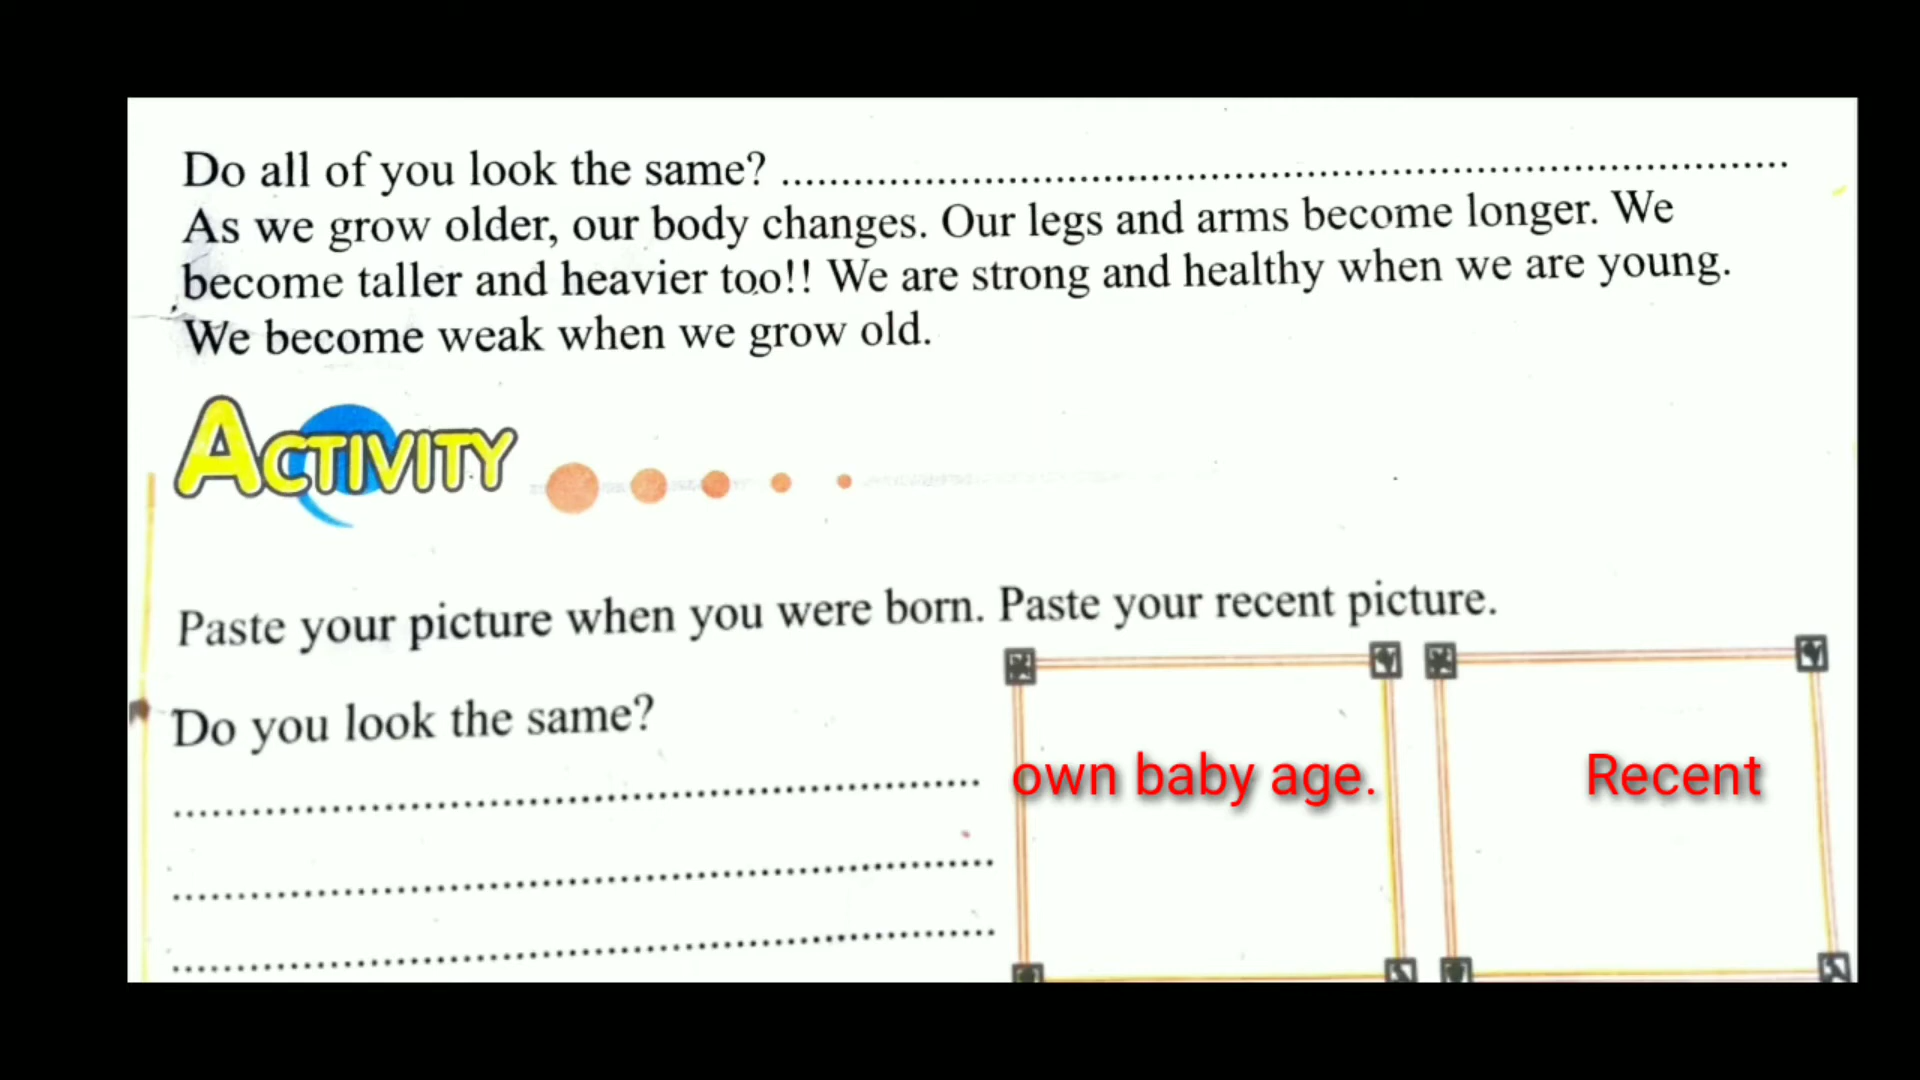 Do all of you look the same? ....................................................................................
As we grow older, our body changes. Our legs and arms become longer. We
become taller and heavier too!! We are strong and healthy when we are young.
We become weak when we grow old.
ACTIVITY
Paste your picture when you were born. Paste your recent picture.
Do you look the same?
own baby age.
Recent